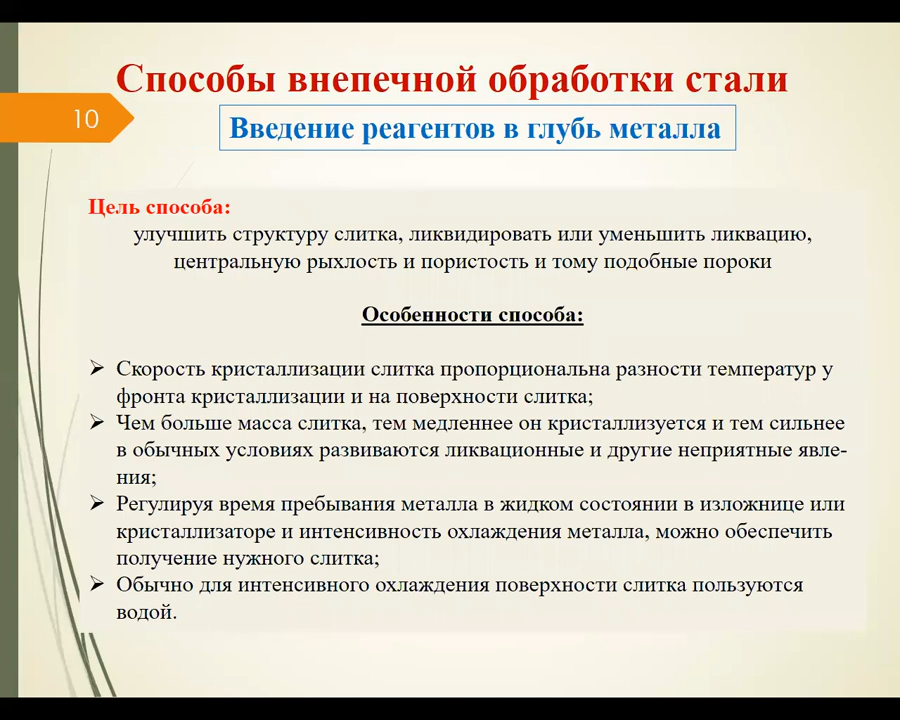 Способы внепечной обработки стали
10
Введение реагентов в глубь металла
Цель способа:
улучшить структуру слитка, ликвидировать или уменьшить ликвацию,
центральную рыхлость и пористость и тому подобные пороки
Особенности способа:
Скорость кристаллизации слитка пропорциональна разности температур у
фронта кристаллизации и на поверхности слитка;
Чем больше масса слитка, тем медленнее он кристаллизуется и тем сильнее
в обычных условиях развиваются ликвационные и другие неприятные явле-
ния;
Регулируя время пребывания металла в жидком состоянии в изложнице или
кристаллизаторе и интенсивность охлаждения металла, можно обеспечить
получение нужного слитка;
Обычно для интенсивного охлаждения поверхности слитка пользуются
водой.